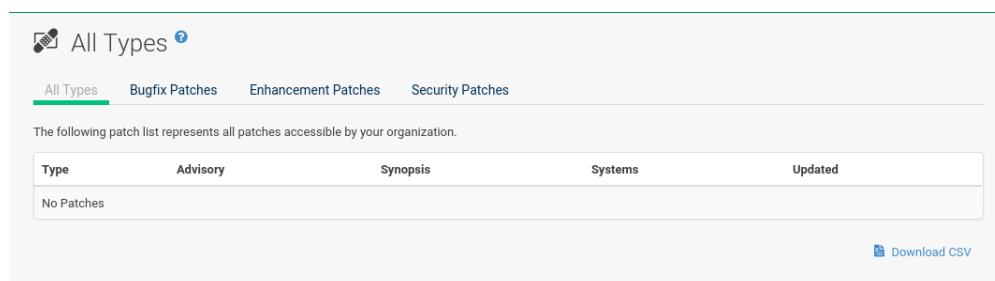 All Types ?
All Types Bugfix Patches Enhancement Patches Security Patches
The following patch list represents all patches accessible by your organization.
Type Advisory Synopsis Systems Updated
No Patches
Download CSV